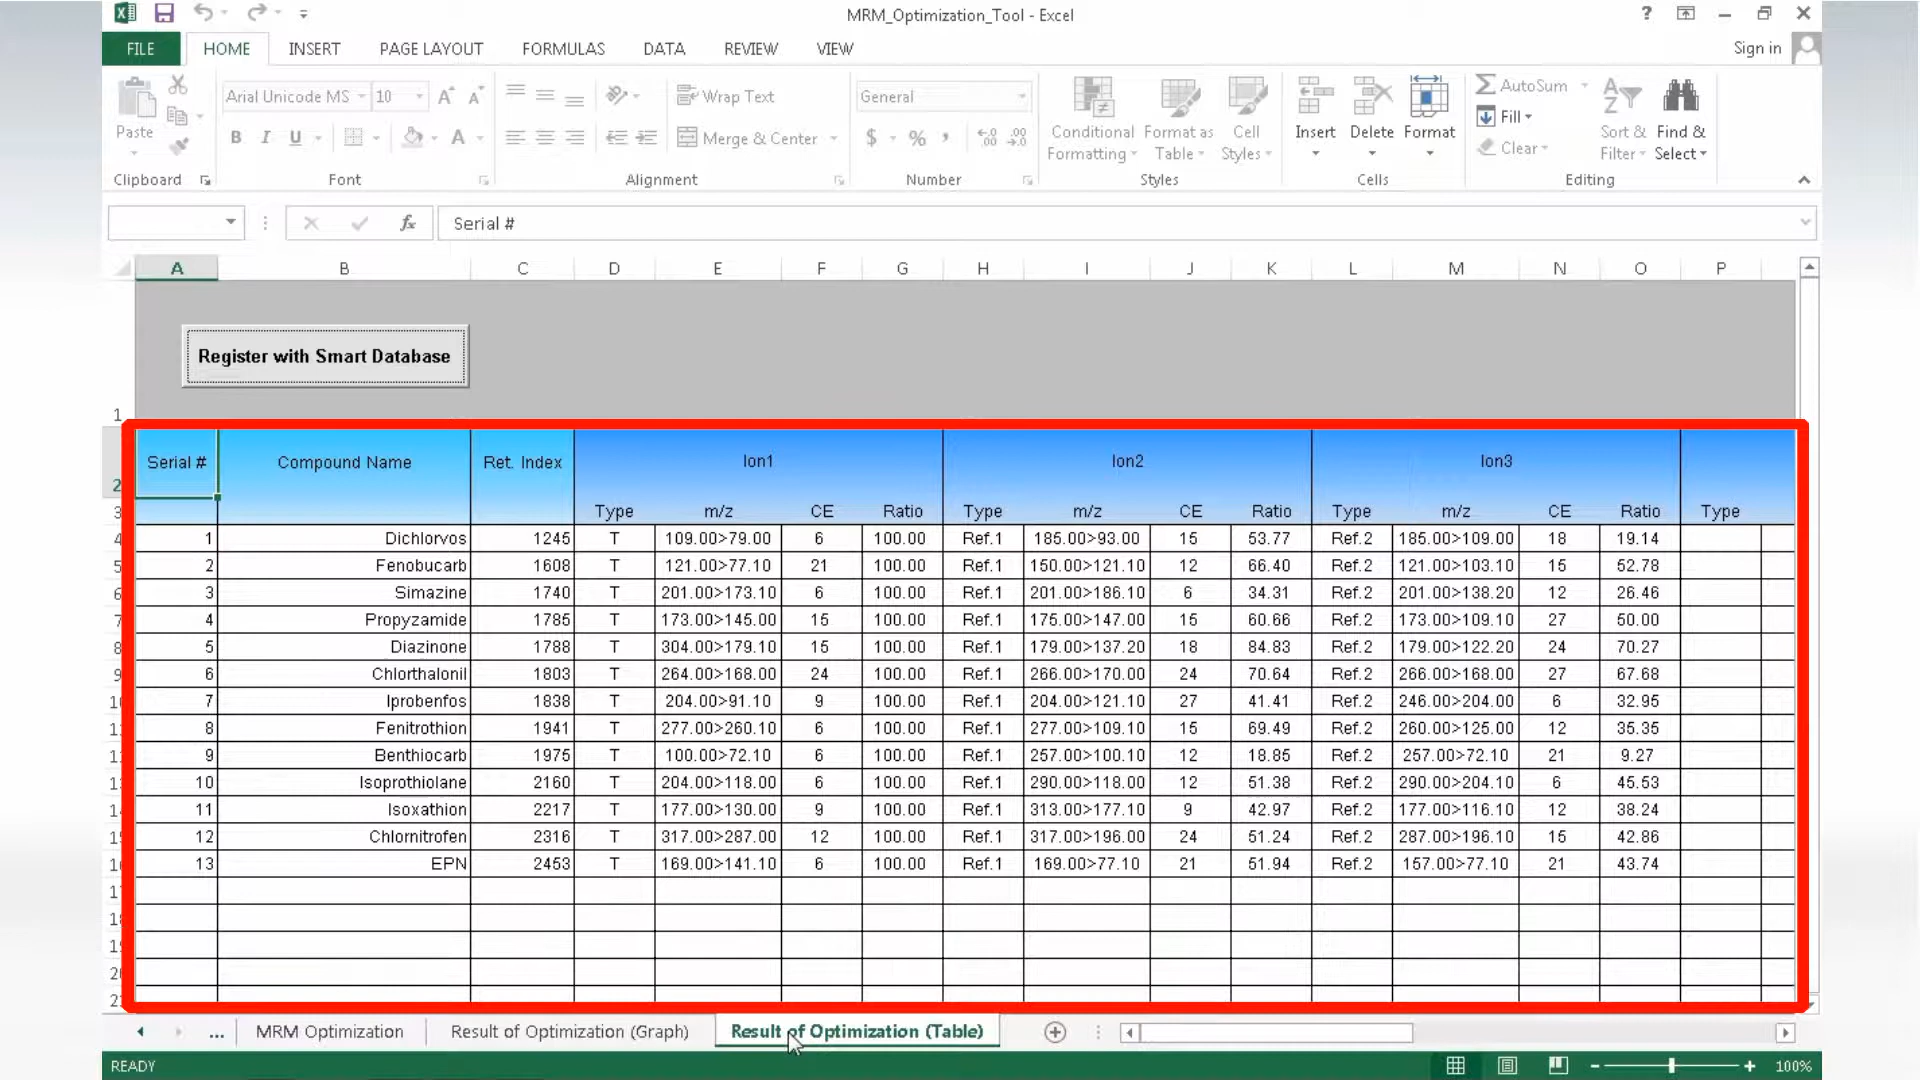 MRM_Optimization_Tool - Excel
FILE HOME INSERT PAGE LAYOUT FORMULAS DATA REVIEW VIEW Sign in
Arial Unicode MS 10 Wrap Text General AutoSum
Paste B I U A Merge & Center $ % Conditional Formatting Format as Table Cell Styles Insert Delete Format Fill Clear Sort & Filter Find & Select
Clipboard Font Alignment Number Styles Cells Editing
fx Serial #
A B C D E F G H I J K L M N O P
Register with Smart Database
1
2 Serial # Compound Name Ret. Index Ion1 Ion2 Ion3
3 Type m/z CE Ratio Type m/z CE Ratio Type m/z CE Ratio Type
4 1 Dichlorvos 1245 T 109.00>79.00 6 100.00 Ref.1 185.00>93.00 15 53.77 Ref.2 185.00>109.00 18 19.14
5 2 Fenobucarb 1608 T 121.00>77.10 21 100.00 Ref.1 150.00>121.10 12 66.40 Ref.2 121.00>103.10 15 52.78
6 3 Simazine 1740 T 201.00>173.10 6 100.00 Ref.1 201.00>186.10 6 34.31 Ref.2 201.00>138.20 12 26.46
7 4 Propyzamide 1785 T 173.00>145.00 15 100.00 Ref.1 175.00>147.00 15 60.66 Ref.2 173.00>109.10 27 50.00
8 5 Diazinone 1788 T 304.00>179.10 15 100.00 Ref.1 179.00>137.20 18 84.83 Ref.2 179.00>122.20 24 70.27
9 6 Chlorthalonil 1803 T 264.00>168.00 24 100.00 Ref.1 266.00>170.00 24 70.64 Ref.2 266.00>168.00 27 67.68
7 Iprobenfos 1838 T 204.00>91.10 9 100.00 Ref.1 204.00>121.10 27 41.41 Ref.2 246.00>204.00 6 32.95
8 Fenitrothion 1941 T 277.00>260.10 6 100.00 Ref.1 277.00>109.10 15 69.49 Ref.2 260.00>125.00 12 35.35
9 Benthiocarb 1975 T 100.00>72.10 6 100.00 Ref.1 257.00>100.10 12 18.85 Ref.2 257.00>72.10 21 9.27
10 Isoprothiolane 2160 T 204.00>118.00 6 100.00 Ref.1 290.00>118.00 12 51.38 Ref.2 290.00>204.10 6 45.53
11 Isoxathion 2217 T 177.00>130.00 9 100.00 Ref.1 313.00>177.10 9 42.97 Ref.2 177.00>116.10 12 38.24
12 Chlornitrofen 2316 T 317.00>287.00 12 100.00 Ref.1 317.00>196.00 24 51.24 Ref.2 287.00>196.10 15 42.86
13 EPN 2453 T 169.00>141.10 6 100.00 Ref.1 169.00>77.10 21 51.94 Ref.2 157.00>77.10 21 43.74
... MRM Optimization Result of Optimization (Graph) Result of Optimization (Table)
READY 100%